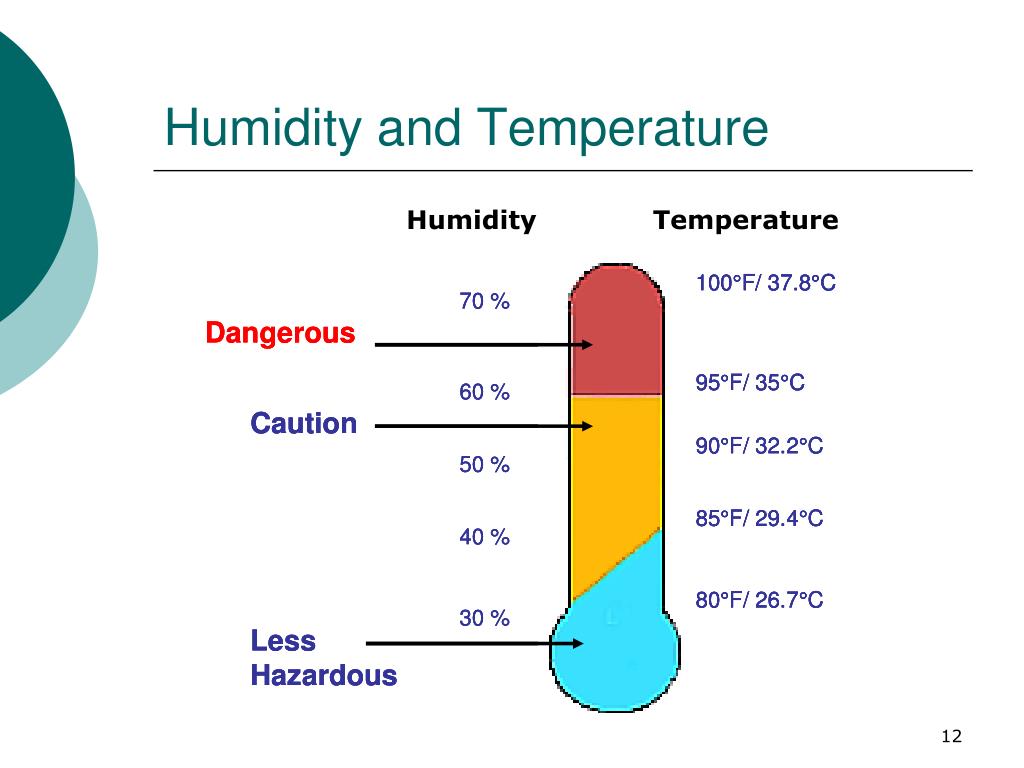 Humidity and Temperature
Humidity Temperature
100°F/ 37.8°C
70 %
Dangerous
95°F/ 35°C
60 %
Caution
90°F/ 32.2°C
50 %
85°F/ 29.4°C
40 %
80°F/ 26.7°C
30 %
Less
Hazardous
12